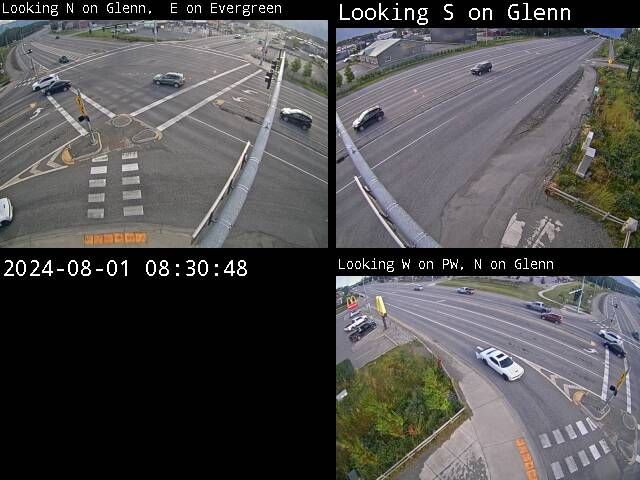 Looking N on Glenn,  E on Evergreen
Looking S on Glenn
2024-08-01 08:30:48
Looking W on PW, N on Glenn